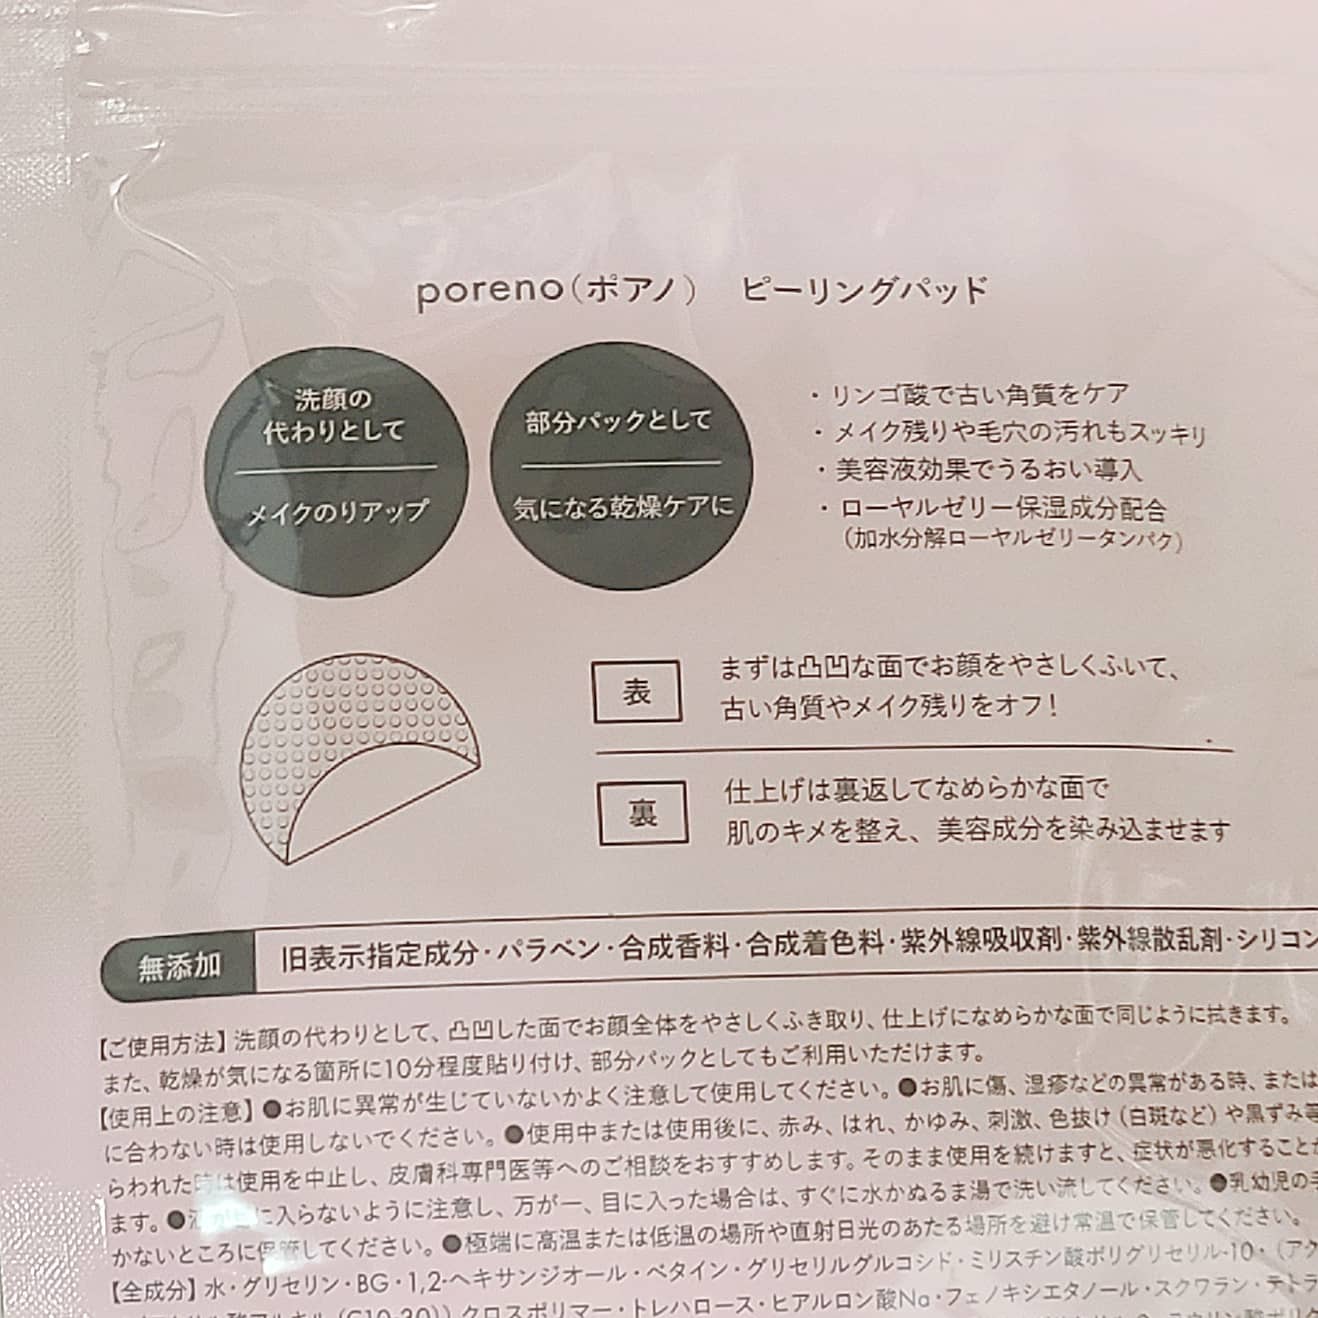 poreno(ポアノ) ピーリングパッド
洗顔の
代わりとして
メイクのりアップ
部分パックとして
気になる乾燥ケアに
・リンゴ酸で古い角質をケア
・メイク残りや毛穴の汚れもスッキリ
・美容液効果でうるおい導入
・ローヤルゼリー保湿成分配合
(加水分解ローヤルゼリータンパク)
表
まずは凸凹な面でお顔をやさしくふいて、
古い角質やメイク残りをオフ!
裏
仕上げは裏返してなめらかな面で
肌のキメを整え、美容成分を染み込ませます
無添加
旧表示指定成分・パラベン・合成香料・合成着色料・紫外線吸収剤・紫外線散乱剤・シリコン
【ご使用方法】洗顔の代わりとして、凸凹した面でお顔全体をやさしくふき取り、仕上げになめらかな面で同じように拭きます。
また、乾燥が気になる箇所に10分程度貼り付け、部分パックとしてもご利用いただけます。
【使用上の注意】●お肌に異常が生じていないかよく注意して使用してください。●お肌に傷、湿疹などの異常がある時、または
に合わない時は使用しないでください。●使用中または使用後に、赤み、はれ、かゆみ、刺激、色抜け(白斑など)や黒ずみ等
らわれた時は使用を中止し、皮膚科専門医等へのご相談をおすすめします。そのまま使用を続けますと、症状が悪化することが
ます。●に入らないように注意し、万が一、目に入った場合は、すぐに水かぬるま湯で洗い流してください。●乳幼児の手
かないところに保管してください。●極端に高温または低温の場所や直射日光のあたる場所を避け常温で保管してください。
【全成分】水・グリセリン・BG・1,2-ヘキサンジオール・ベタイン・グリセリルグルコシド・ミリスチン酸ポリグリセリル-10・(アク
(C10-30))クロスポリマー・トレハロース・ヒアルロン酸Na・フェノキシエタノール・スクワラン・テトラ